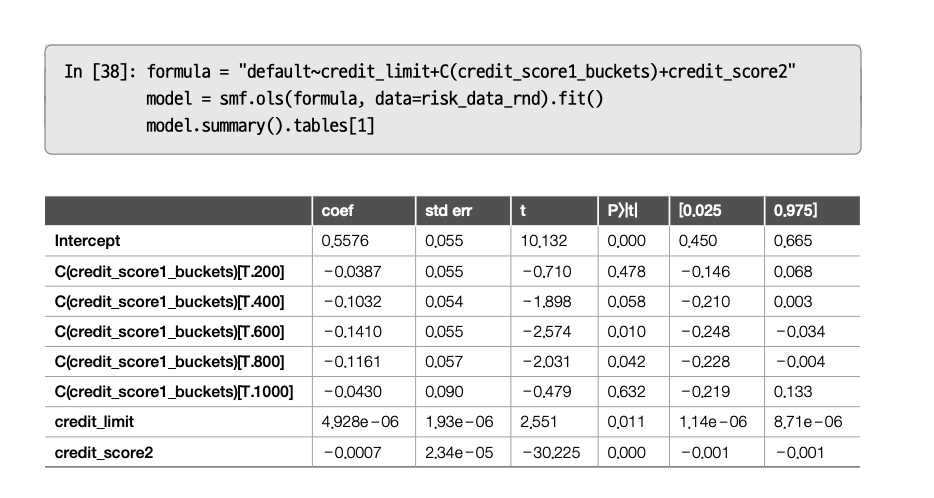 In [38]: formula = "default~credit_limit+C(credit_score1_buckets)+credit_score2"
model = smf.ols(formula, data=risk_data_rnd).fit()
model.summary().tables[1]
coef std err t P>|t| [0.025 0.975]
Intercept 0.5576 0.055 10.132 0.000 0.450 0.665
C(credit_score1_buckets)[T.200] −0.0387 0.055 −0.710 0.478 −0.146 0.068
C(credit_score1_buckets)[T.400] −0.1032 0.054 −1.898 0.058 −0.210 0.003
C(credit_score1_buckets)[T.600] −0.1410 0.055 −2.574 0.010 −0.248 −0.034
C(credit_score1_buckets)[T.800] −0.1161 0.057 −2.031 0.042 −0.228 −0.004
C(credit_score1_buckets)[T.1000] −0.0430 0.090 −0.479 0.632 −0.219 0.133
credit_limit 4.928e−06 1.93e−06 2.551 0.011 1.14e−06 8.71e−06
credit_score2 −0.0007 2.34e−05 −30.225 0.000 −0.001 −0.001